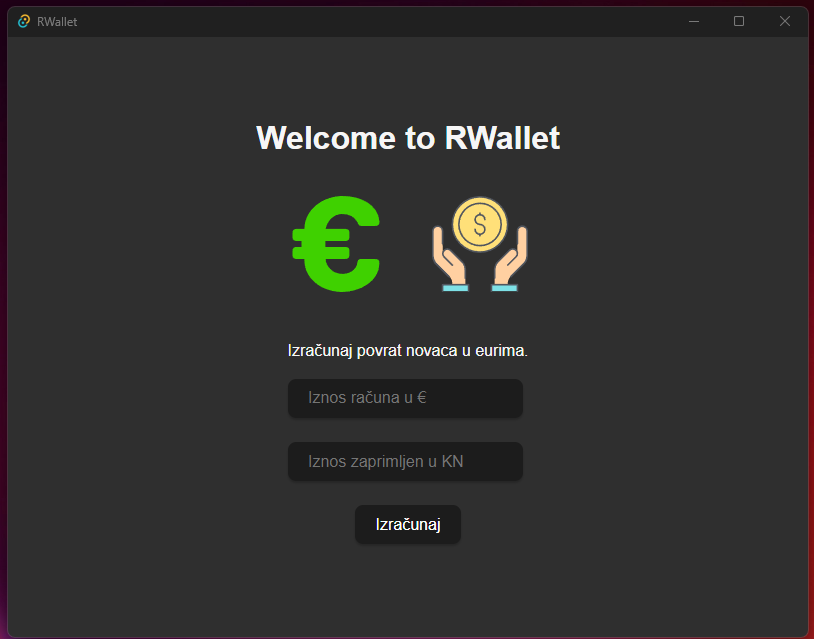 RWallet
Welcome to RWallet
€
$
Izračunaj povrat novaca u eurima.
Iznos računa u €
Iznos zaprimljen u KN
Izračunaj